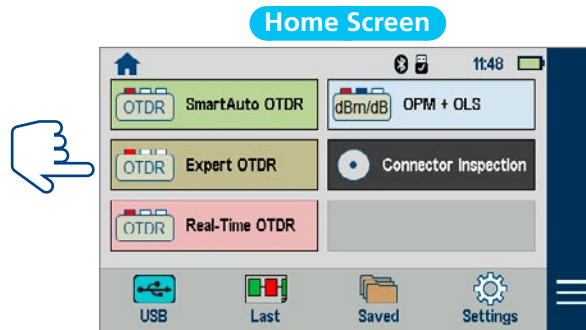 Home Screen
11:48
OTDR SmartAuto OTDR
dBm/dB OPM + OLS
OTDR Expert OTDR
Connector Inspection
OTDR Real-Time OTDR
USB Last Saved Settings